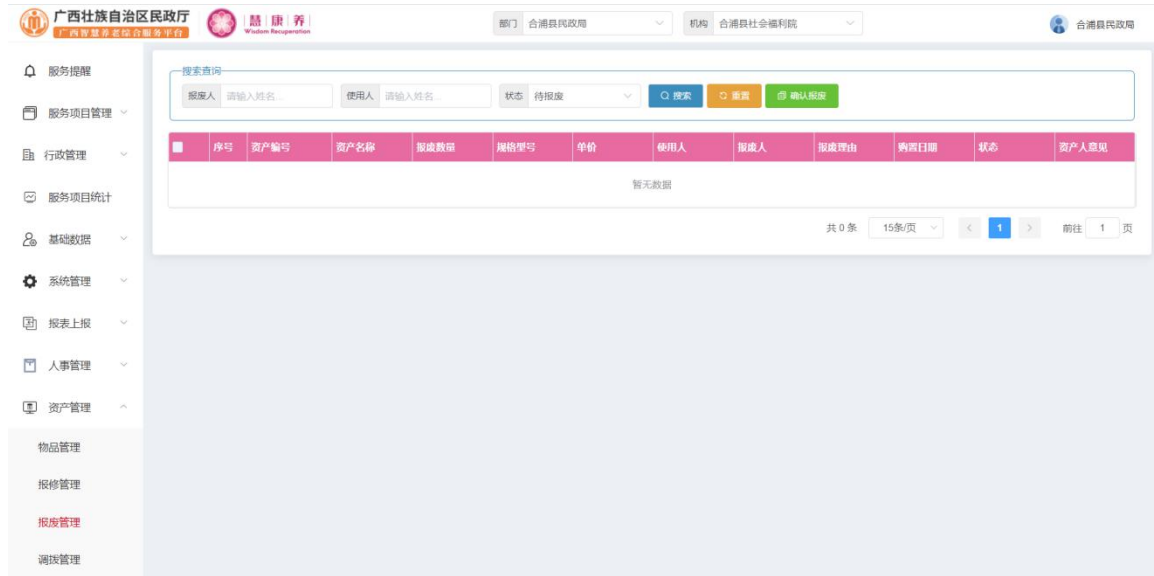 广西壮族自治区民政厅
广西智慧养老综合服务平台
慧康养
Wisdom Recuperation
部门 合浦县民政局
机构 合浦县社会福利院
合浦县民政局
服务提醒
服务项目管理
行政管理
服务项目统计
基础数据
系统管理
报表上报
人事管理
资产管理
物品管理
报修管理
报废管理
调拨管理
搜索查询
报废人 请输入姓名...
使用人 请输入姓名...
状态 待报废
搜索
重置
确认报废
序号 资产编号 资产名称 报废数量 规格型号 单价 使用人 报废人 报废理由 购置日期 状态 资产人意见
暂无数据
共 0 条 15条/页 < 1 > 前往 1 页